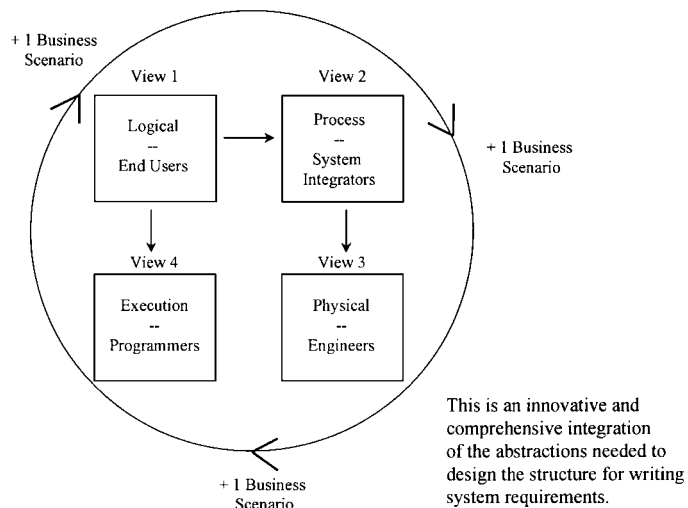 + 1 Business
Scenario
View 1
View 2
Logical
--
End Users
Process
--
System
Integrators
+ 1 Business
Scenario
View 4
View 3
Execution
--
Programmers
Physical
--
Engineers
This is an innovative and
comprehensive integration
of the abstractions needed to
design the structure for writing
system requirements.
+ 1 Business
Scenario